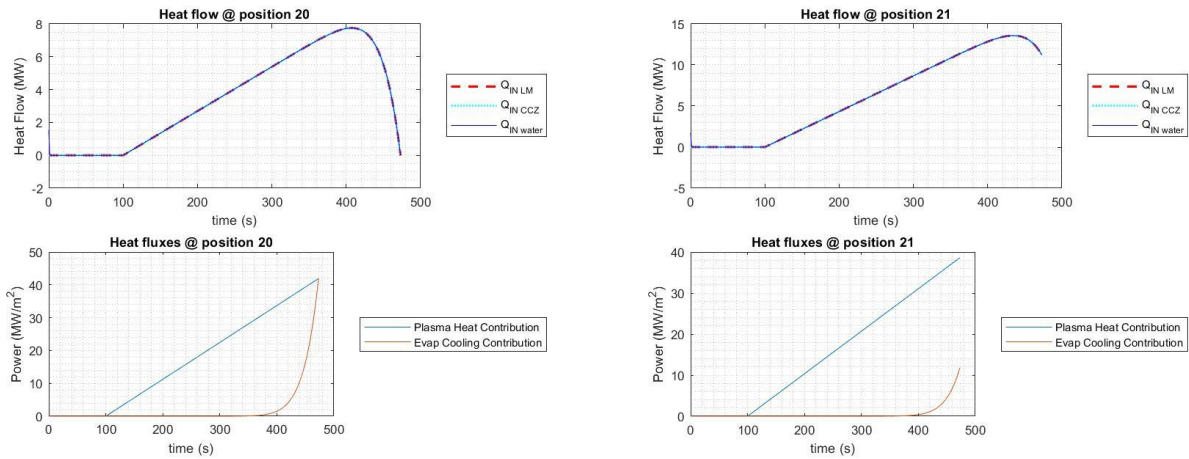 Heat flow @ position 20
Heat Flow (MW)
8
6
4
2
0
-2
0 100 200 300 400 500
time (s)
Q_IN LM
Q_IN CCZ
Q_IN water
Heat flow @ position 21
Heat Flow (MW)
15
10
5
0
-5
0 100 200 300 400 500
time (s)
Q_IN LM
Q_IN CCZ
Q_IN water
Heat fluxes @ position 20
Power (MW/m²)
50
40
30
20
10
0
0 100 200 300 400 500
time (s)
Plasma Heat Contribution
Evap Cooling Contribution
Heat fluxes @ position 21
Power (MW/m²)
40
30
20
10
0
0 100 200 300 400 500
time (s)
Plasma Heat Contribution
Evap Cooling Contribution